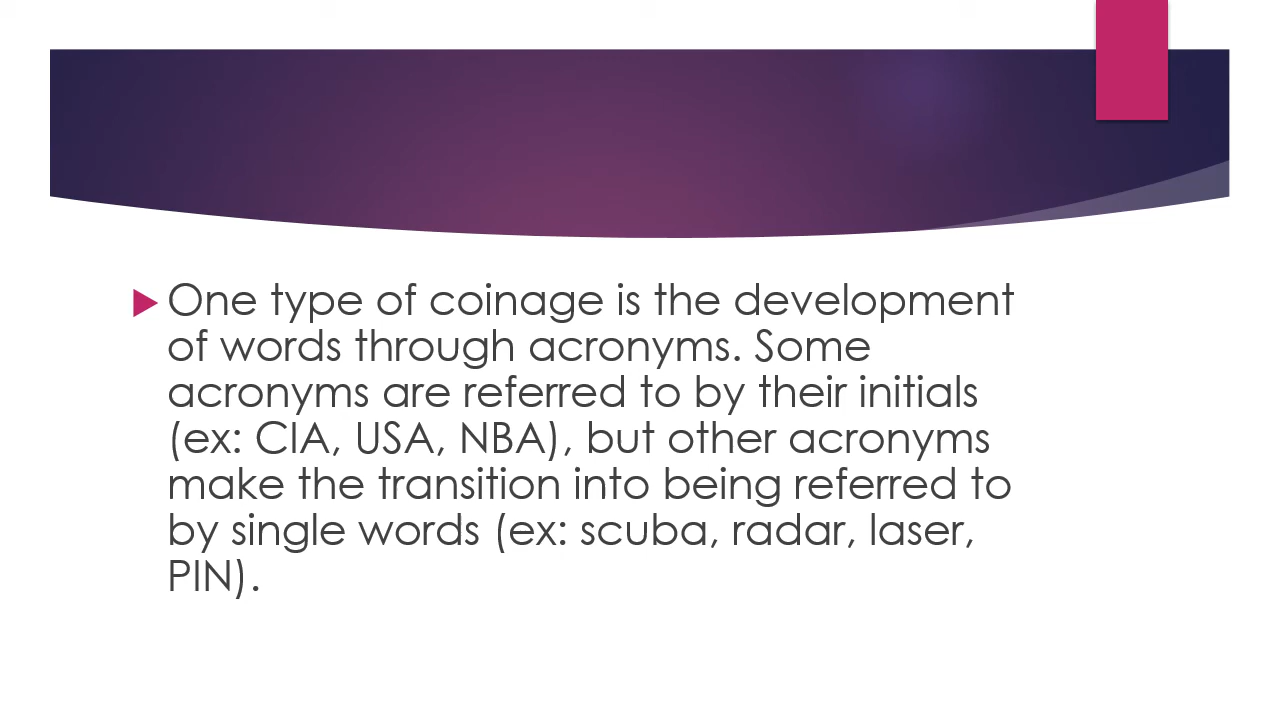 One type of coinage is the development
of words through acronyms. Some
acronyms are referred to by their initials
(ex: CIA, USA, NBA), but other acronyms
make the transition into being referred to
by single words (ex: scuba, radar, laser,
PIN).